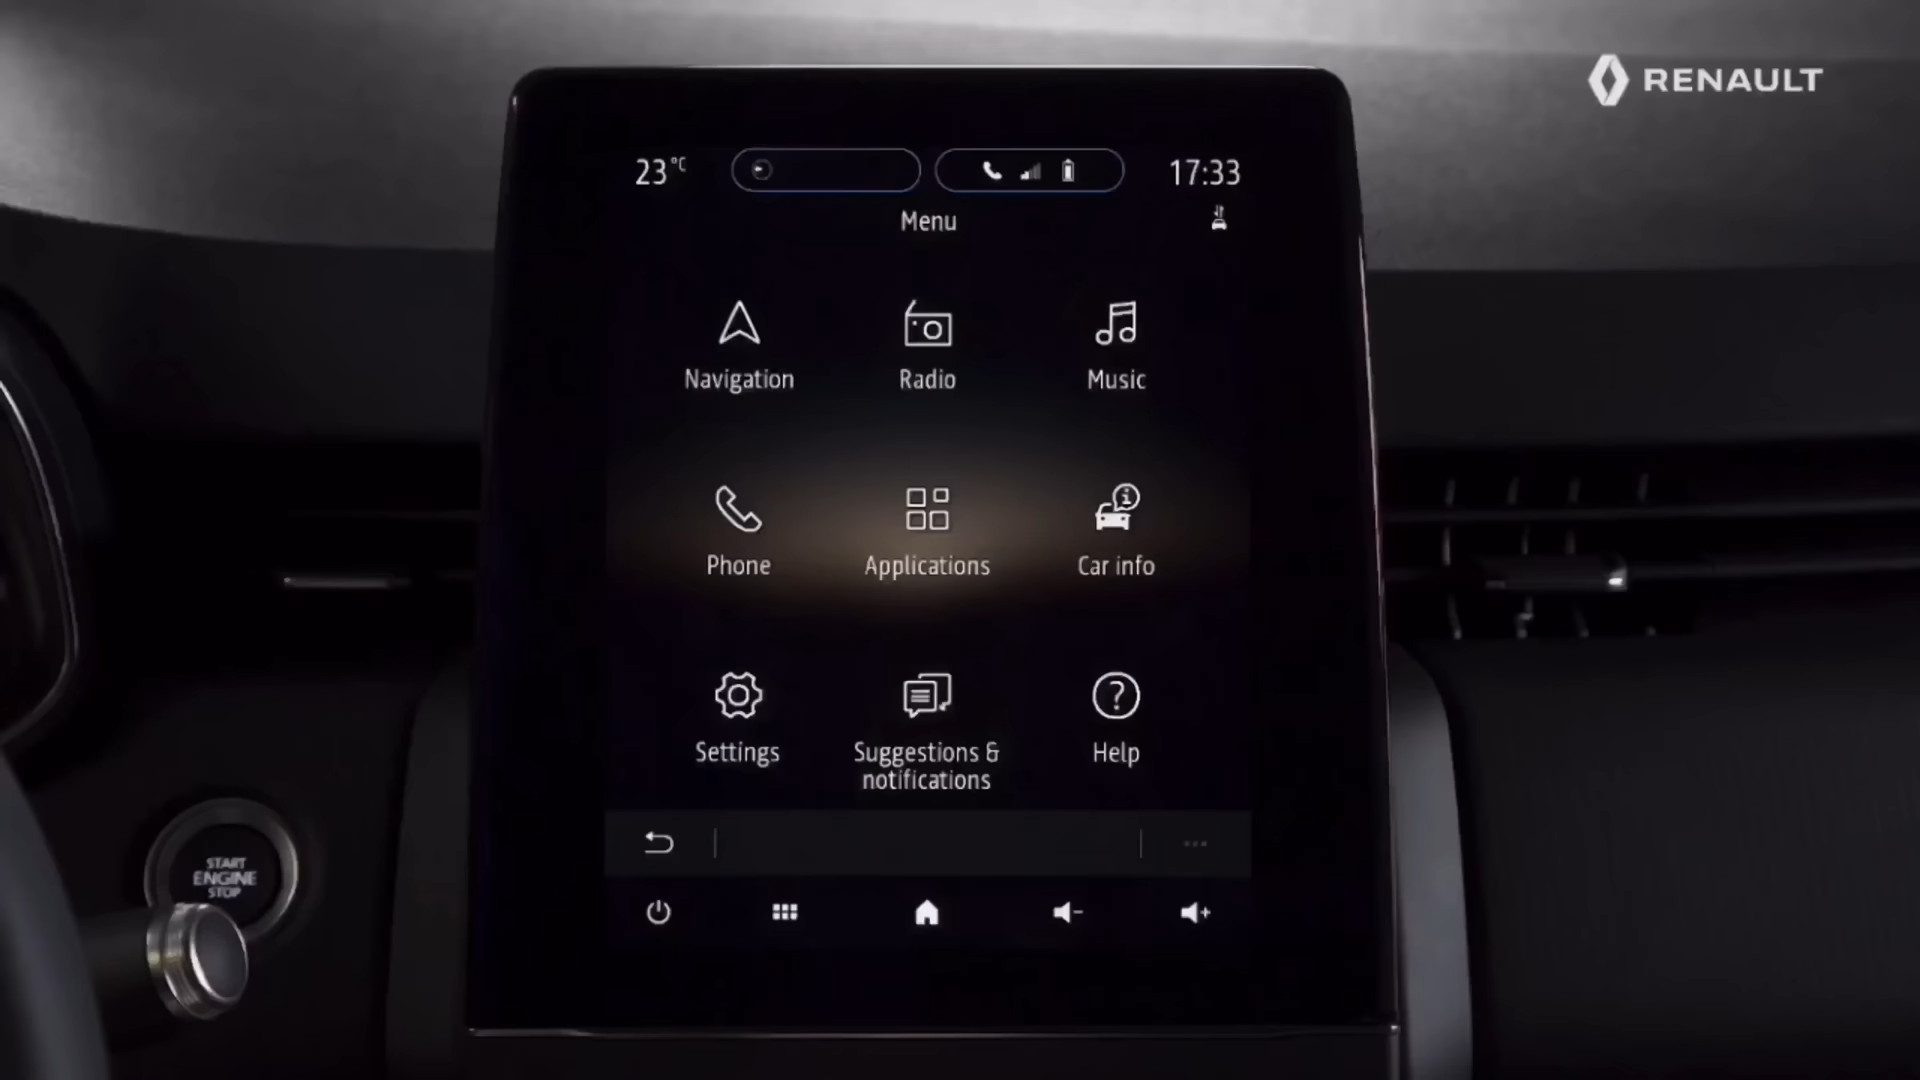 RENAULT
23°C
17:33
Menu
Navigation
Radio
Music
Phone
Applications
Car info
Settings
Suggestions &
notifications
Help
START
ENGINE
STOP